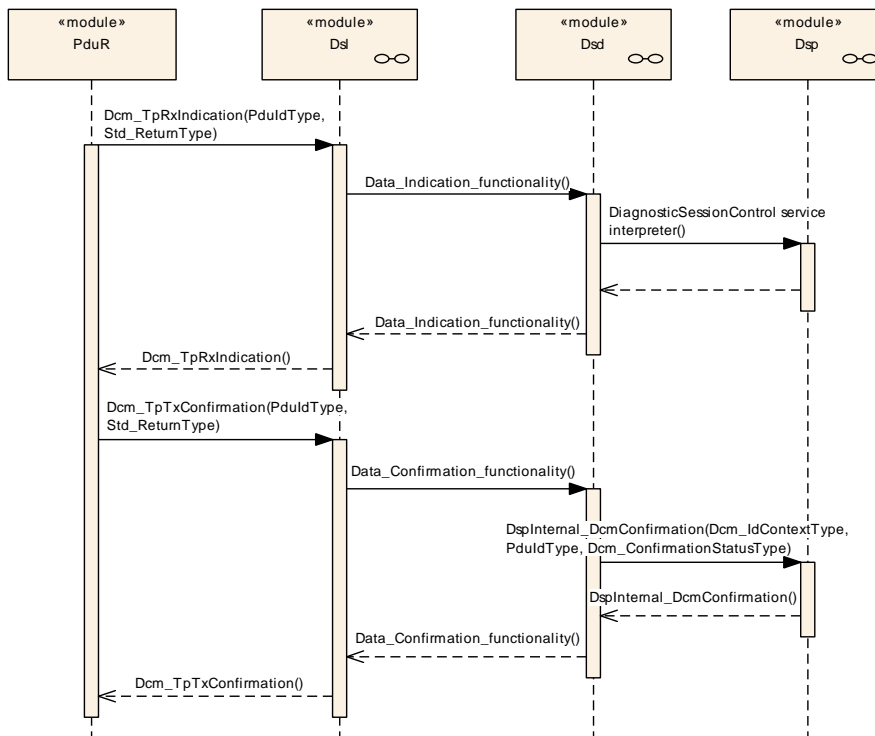 «module»
PduR
«module»
Dsl
«module»
Dsd
«module»
Dsp
Dcm_TpRxIndication(PduIdType,
Std_ReturnType)
Data_Indication_functionality()
DiagnosticSessionControl service
interpreter()
Data_Indication_functionality()
Dcm_TpRxIndication()
Dcm_TpTxConfirmation(PduIdType,
Std_ReturnType)
Data_Confirmation_functionality()
DspInternal_DcmConfirmation(Dcm_IdContextType,
PduIdType, Dcm_ConfirmationStatusType)
DspInternal_DcmConfirmation()
Data_Confirmation_functionality()
Dcm_TpTxConfirmation()